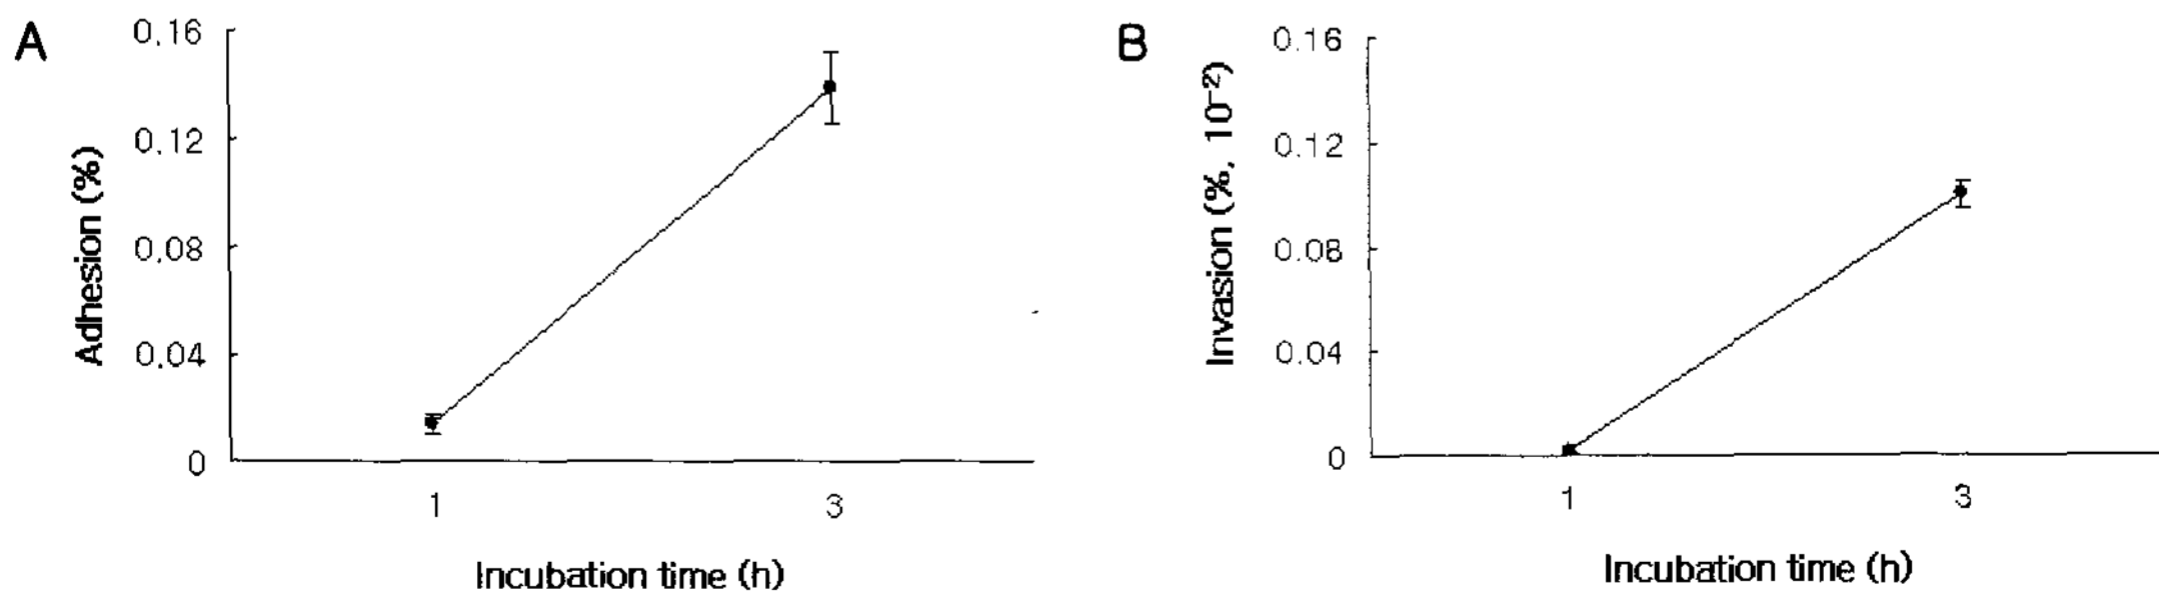 A
Adhesion (%)
0.16
0.12
0.08
0.04
0
1
3
Incubation time (h)
B
Invasion (%, 10⁻²)
0.16
0.12
0.08
0.04
0
1
3
Incubation time (h)